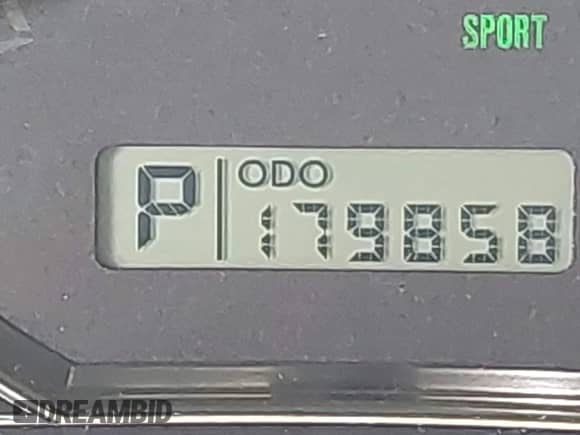 SPORT
P ODO
179858
DREAMBID